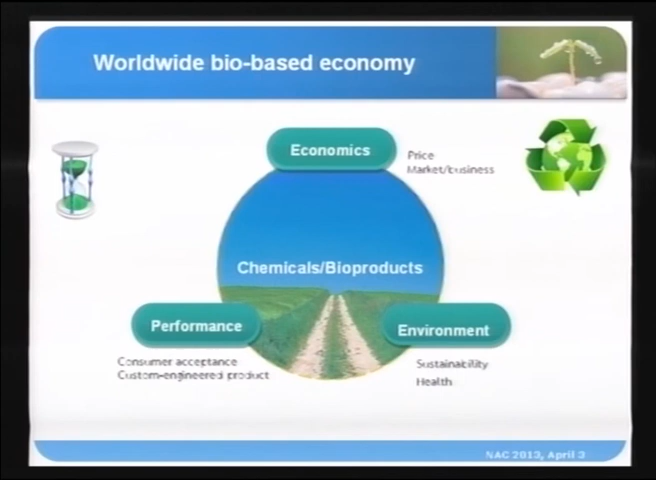 Worldwide bio-based economy
Economics
Price
Market/business
Chemicals/Bioproducts
Performance
Environment
Consumer acceptance
Custom-engineered product
Sustainability
Health
NAC 2013, April 3